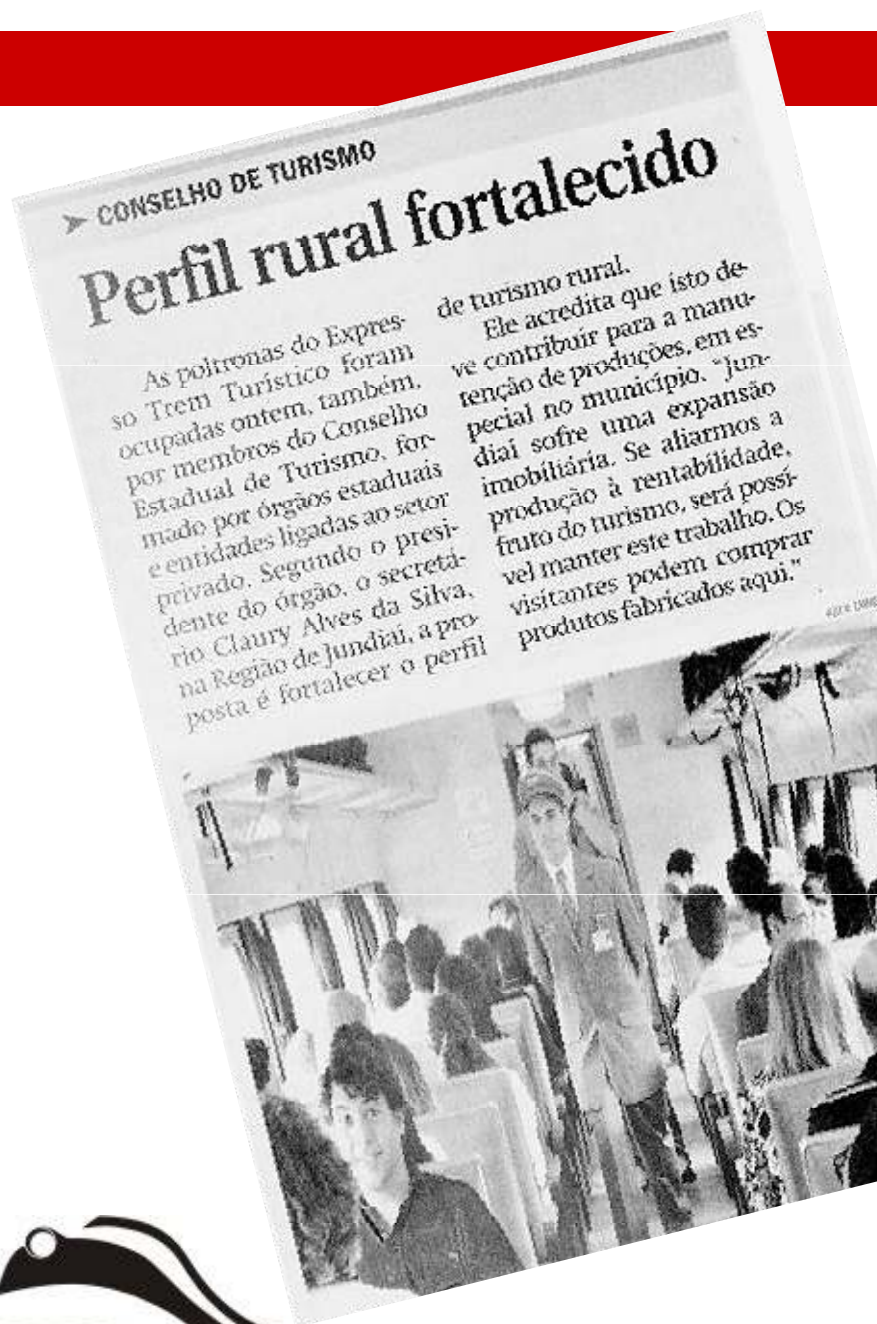 CONSELHO DE TURISMO
Perfil rural fortalecido
As poltronas do Expres-
so Trem Turístico foram
ocupadas ontem, também,
por membros do Conselho
Estadual de Turismo, for-
mado por órgãos estaduais
e entidades ligadas ao setor
privado. Segundo o presi-
dente do órgão, o secretá-
rio Claury Alves da Silva,
na Região de Jundiaí, a pro-
posta é fortalecer o perfil
de turismo rural.
Ele acredita que isto de-
ve contribuir para a manu-
tenção de produções, em es-
pecial no município. "Jun-
diaí sofre uma expansão
imobiliária. Se aliarmos a
produção à rentabilidade,
fruto do turismo, será possí-
vel manter este trabalho. Os
visitantes podem comprar
produtos fabricados aqui."